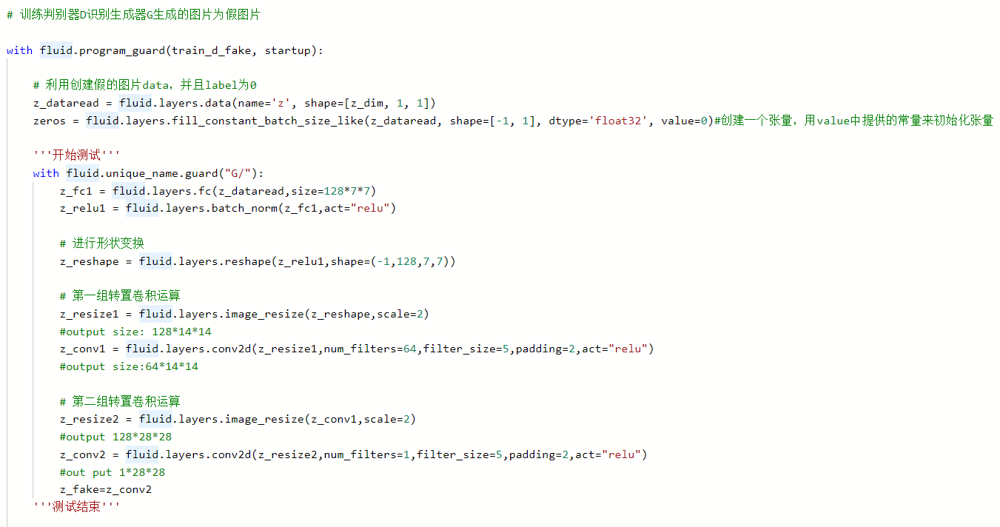 # 训练判别器D识别生成器G生成的图片为假图片
with fluid.program_guard(train_d_fake, startup):
# 利用创建假的图片data，并且label为0
z_dataread = fluid.layers.data(name='z', shape=[z_dim, 1, 1])
zeros = fluid.layers.fill_constant_batch_size_like(z_dataread, shape=[-1, 1], dtype='float32', value=0)#创建一个张量，用value中提供的常量来初始化张量
'''开始测试'''
with fluid.unique_name.guard("G/"):
z_fc1 = fluid.layers.fc(z_dataread,size=128*7*7)
z_relu1 = fluid.layers.batch_norm(z_fc1,act="relu")
# 进行形状变换
z_reshape = fluid.layers.reshape(z_relu1,shape=(-1,128,7,7))
# 第一组转置卷积运算
z_resize1 = fluid.layers.image_resize(z_reshape,scale=2)
#output size: 128*14*14
z_conv1 = fluid.layers.conv2d(z_resize1,num_filters=64,filter_size=5,padding=2,act="relu")
#output size:64*14*14
# 第二组转置卷积运算
z_resize2 = fluid.layers.image_resize(z_conv1,scale=2)
#output 128*28*28
z_conv2 = fluid.layers.conv2d(z_resize2,num_filters=1,filter_size=5,padding=2,act="relu")
#out put 1*28*28
z_fake=z_conv2
'''测试结束'''